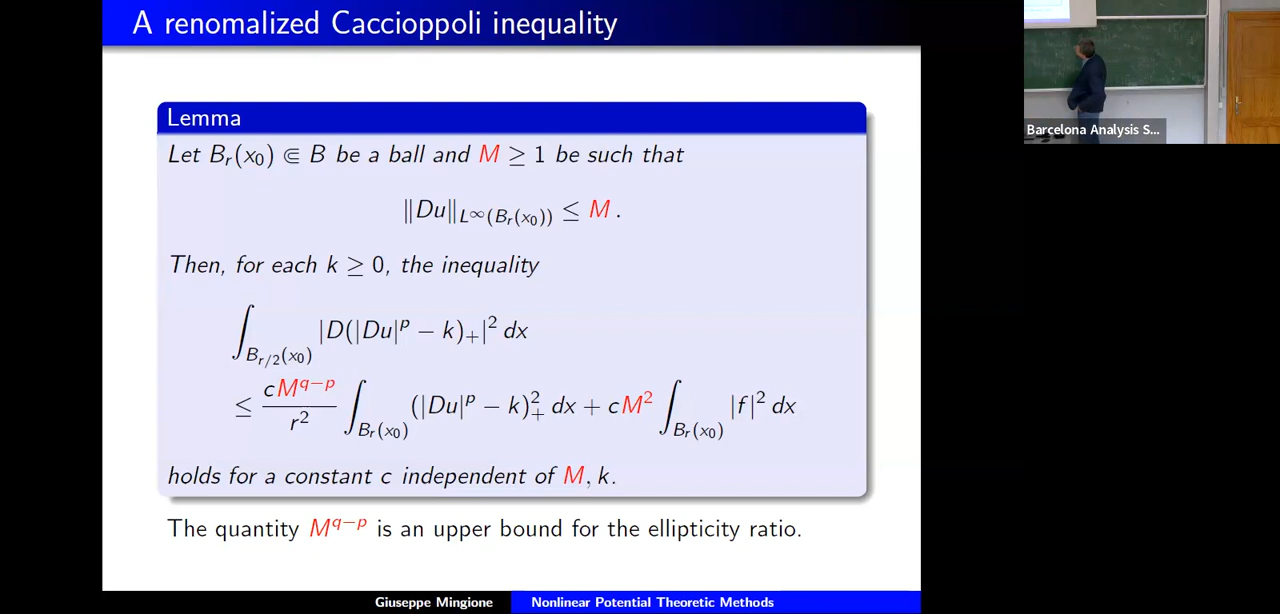 A renomalized Caccioppoli inequality
Lemma
Let B_r(x_0) ⋐ B be a ball and M ≥ 1 be such that
‖Du‖_{L^∞(B_r(x_0))} ≤ M .
Then, for each k ≥ 0, the inequality
∫_{B_{r/2}(x_0)} |D(|Du|^p − k)_+|^2 dx
≤ cM^{q−p}/r^2 ∫_{B_r(x_0)} (|Du|^p − k)_+^2 dx + cM^2 ∫_{B_r(x_0)} |f|^2 dx
holds for a constant c independent of M, k.
The quantity M^{q−p} is an upper bound for the ellipticity ratio.
Giuseppe Mingione Nonlinear Potential Theoretic Methods
Barcelona Analysis S...